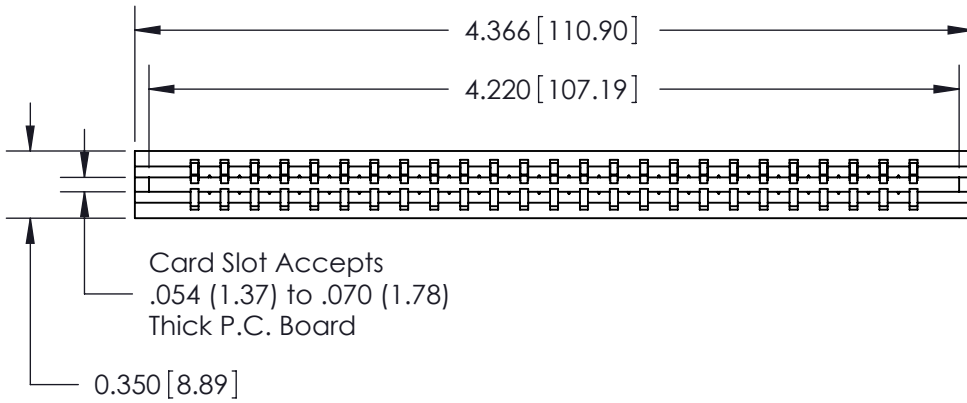 4.366 [110.90]
4.220 [107.19]
Card Slot Accepts
.054 (1.37) to .070 (1.78)
Thick P.C. Board
0.350 [8.89]